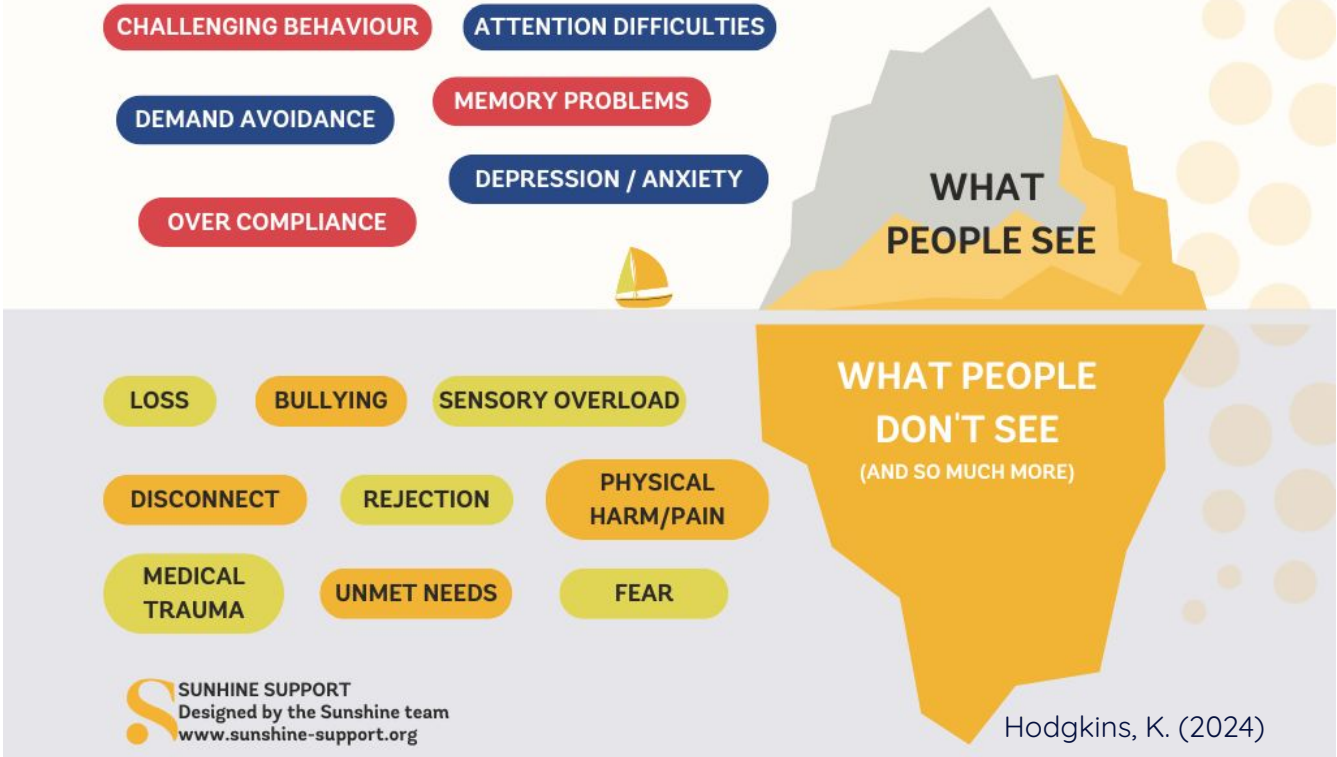 CHALLENGING BEHAVIOUR
ATTENTION DIFFICULTIES
DEMAND AVOIDANCE
MEMORY PROBLEMS
DEPRESSION / ANXIETY
OVER COMPLIANCE
WHAT
PEOPLE SEE
LOSS
BULLYING
SENSORY OVERLOAD
DISCONNECT
REJECTION
PHYSICAL
HARM/PAIN
MEDICAL
TRAUMA
UNMET NEEDS
FEAR
WHAT PEOPLE
DON'T SEE
(AND SO MUCH MORE)
SUNHINE SUPPORT
Designed by the Sunshine team
www.sunshine-support.org
Hodgkins, K. (2024)